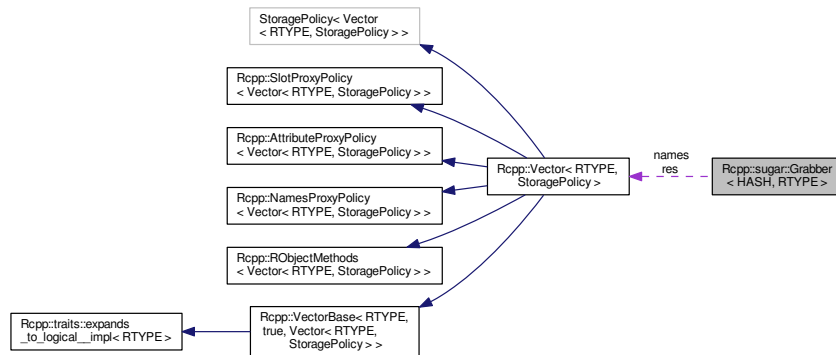 StoragePolicy< Vector
< RTYPE, StoragePolicy > >
Rcpp::SlotProxyPolicy
< Vector< RTYPE, StoragePolicy > >
Rcpp::AttributeProxyPolicy
< Vector< RTYPE, StoragePolicy > >
Rcpp::NamesProxyPolicy
< Vector< RTYPE, StoragePolicy > >
Rcpp::RObjectMethods
< Vector< RTYPE, StoragePolicy > >
Rcpp::traits::expands
_to_logical__impl< RTYPE >
Rcpp::VectorBase< RTYPE,
true, Vector< RTYPE,
StoragePolicy > >
Rcpp::Vector< RTYPE,
StoragePolicy >
names
res
Rcpp::sugar::Grabber
< HASH, RTYPE >